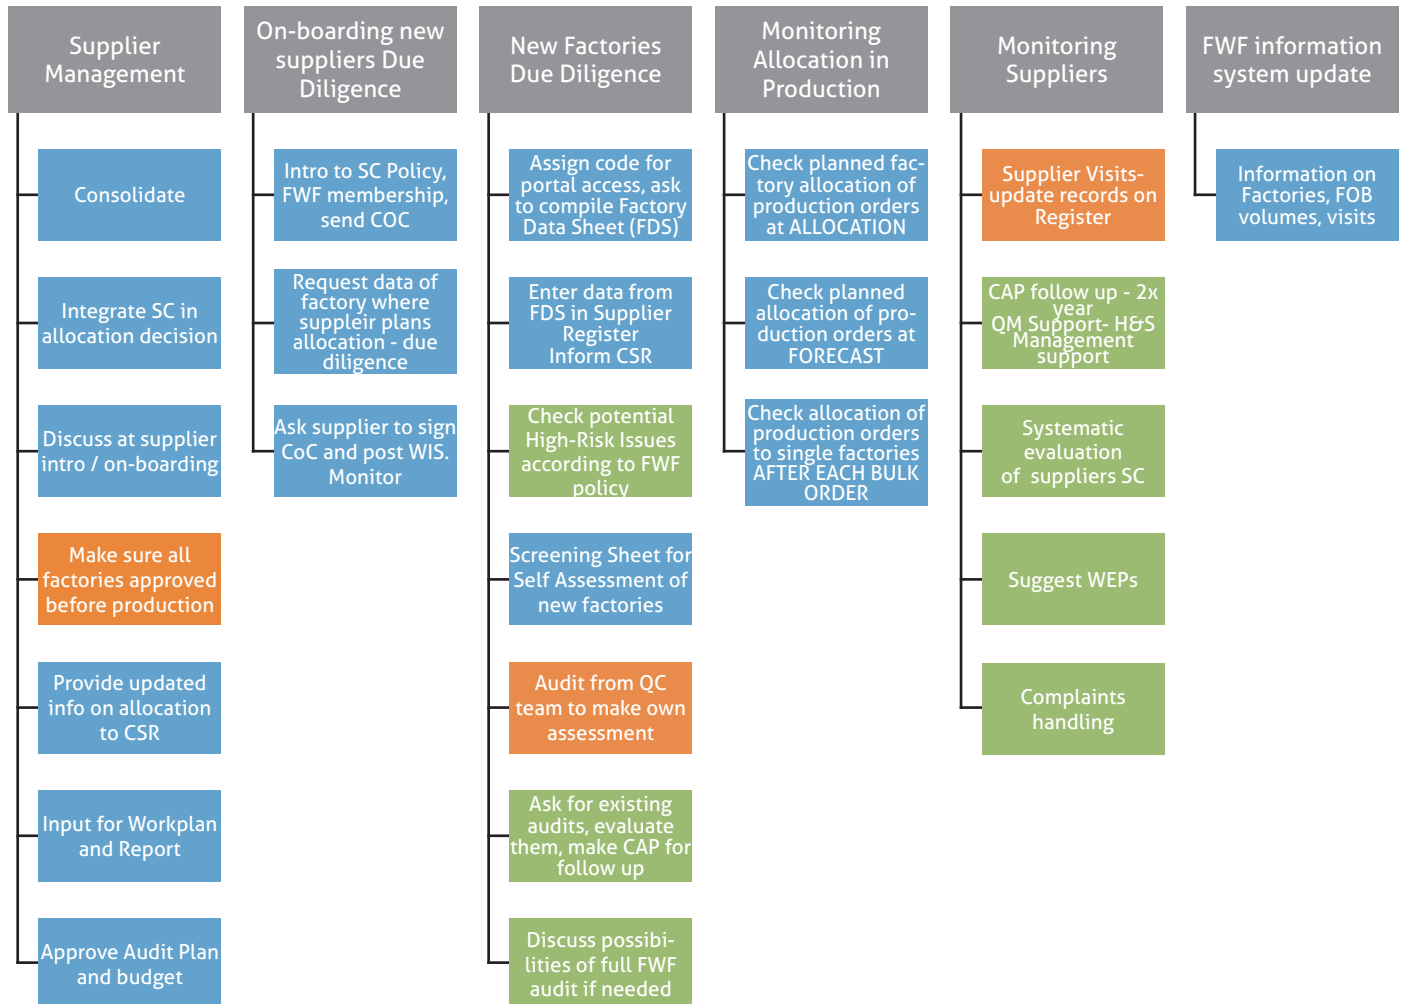 Supplier
Management
Consolidate
Integrate SC in
allocation decision
Discuss at supplier
intro / on-boarding
Make sure all
factories approved
before production
Provide updated
info on allocation
to CSR
Input for Workplan
and Report
Approve Audit Plan
and budget
On-boarding new
suppliers Due
Diligence
Intro to SC Policy,
FWF membership,
send COC
Request data of
factory where
suppleir plans
allocation - due
diligence
Ask supplier to sign
CoC and post WIS.
Monitor
New Factories
Due Diligence
Assign code for
portal access, ask
to compile Factory
Data Sheet (FDS)
Enter data from
FDS in Supplier
Register
Inform CSR
Check potential
High-Risk Issues
according to FWF
policy
Screening Sheet for
Self Assessment of
new factories
Audit from QC
team to make own
assessment
Ask for existing
audits, evaluate
them, make CAP for
follow up
Discuss possibi-
lities of full FWF
audit if needed
Monitoring
Allocation in
Production
Check planned fac-
tory allocation of
production orders
at ALLOCATION
Check planned
allocation of pro-
duction orders at
FORECAST
Check allocation of
production orders
to single factories
AFTER EACH BULK
ORDER
Monitoring
Suppliers
Supplier Visits-
update records on
Register
CAP follow up - 2x
year
QM Support- H&S
Management
support
Systematic
evaluation
of suppliers SC
Suggest WEPs
Complaints
handling
FWF information
system update
Information on
Factories, FOB
volumes, visits